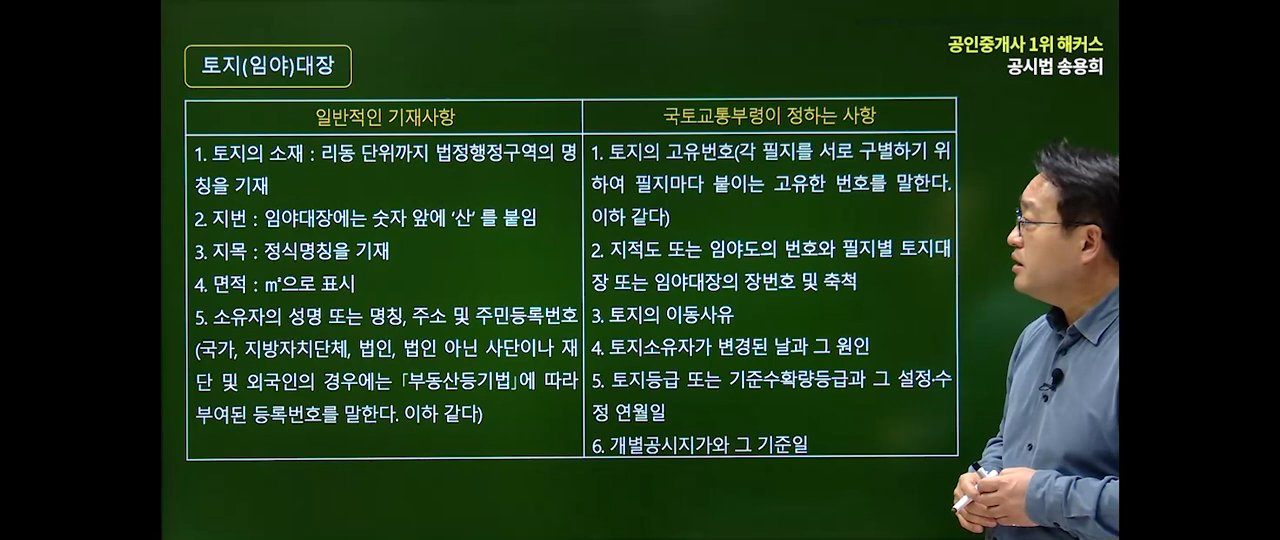 공인중개사 1위 해커스
공시법 송용희
토지(임야)대장
일반적인 기재사항
1. 토지의 소재 : 리동 단위까지 법정행정구역의 명
칭을 기재
2. 지번 : 임야대장에는 숫자 앞에 ‘산’ 를 붙임
3. 지목 : 정식명칭을 기재
4. 면적 : ㎡으로 표시
5. 소유자의 성명 또는 명칭, 주소 및 주민등록번호
(국가, 지방자치단체, 법인, 법인 아닌 사단이나 재
단 및 외국인의 경우에는 「부동산등기법」에 따라
부여된 등록번호를 말한다. 이하 같다)
국토교통부령이 정하는 사항
1. 토지의 고유번호(각 필지를 서로 구별하기 위
하여 필지마다 붙이는 고유한 번호를 말한다.
이하 같다)
2. 지적도 또는 임야도의 번호와 필지별 토지대
장 또는 임야대장의 장번호 및 축척
3. 토지의 이동사유
4. 토지소유자가 변경된 날과 그 원인
5. 토지등급 또는 기준수확량등급과 그 설정·수
정 연월일
6. 개별공시지가와 그 기준일